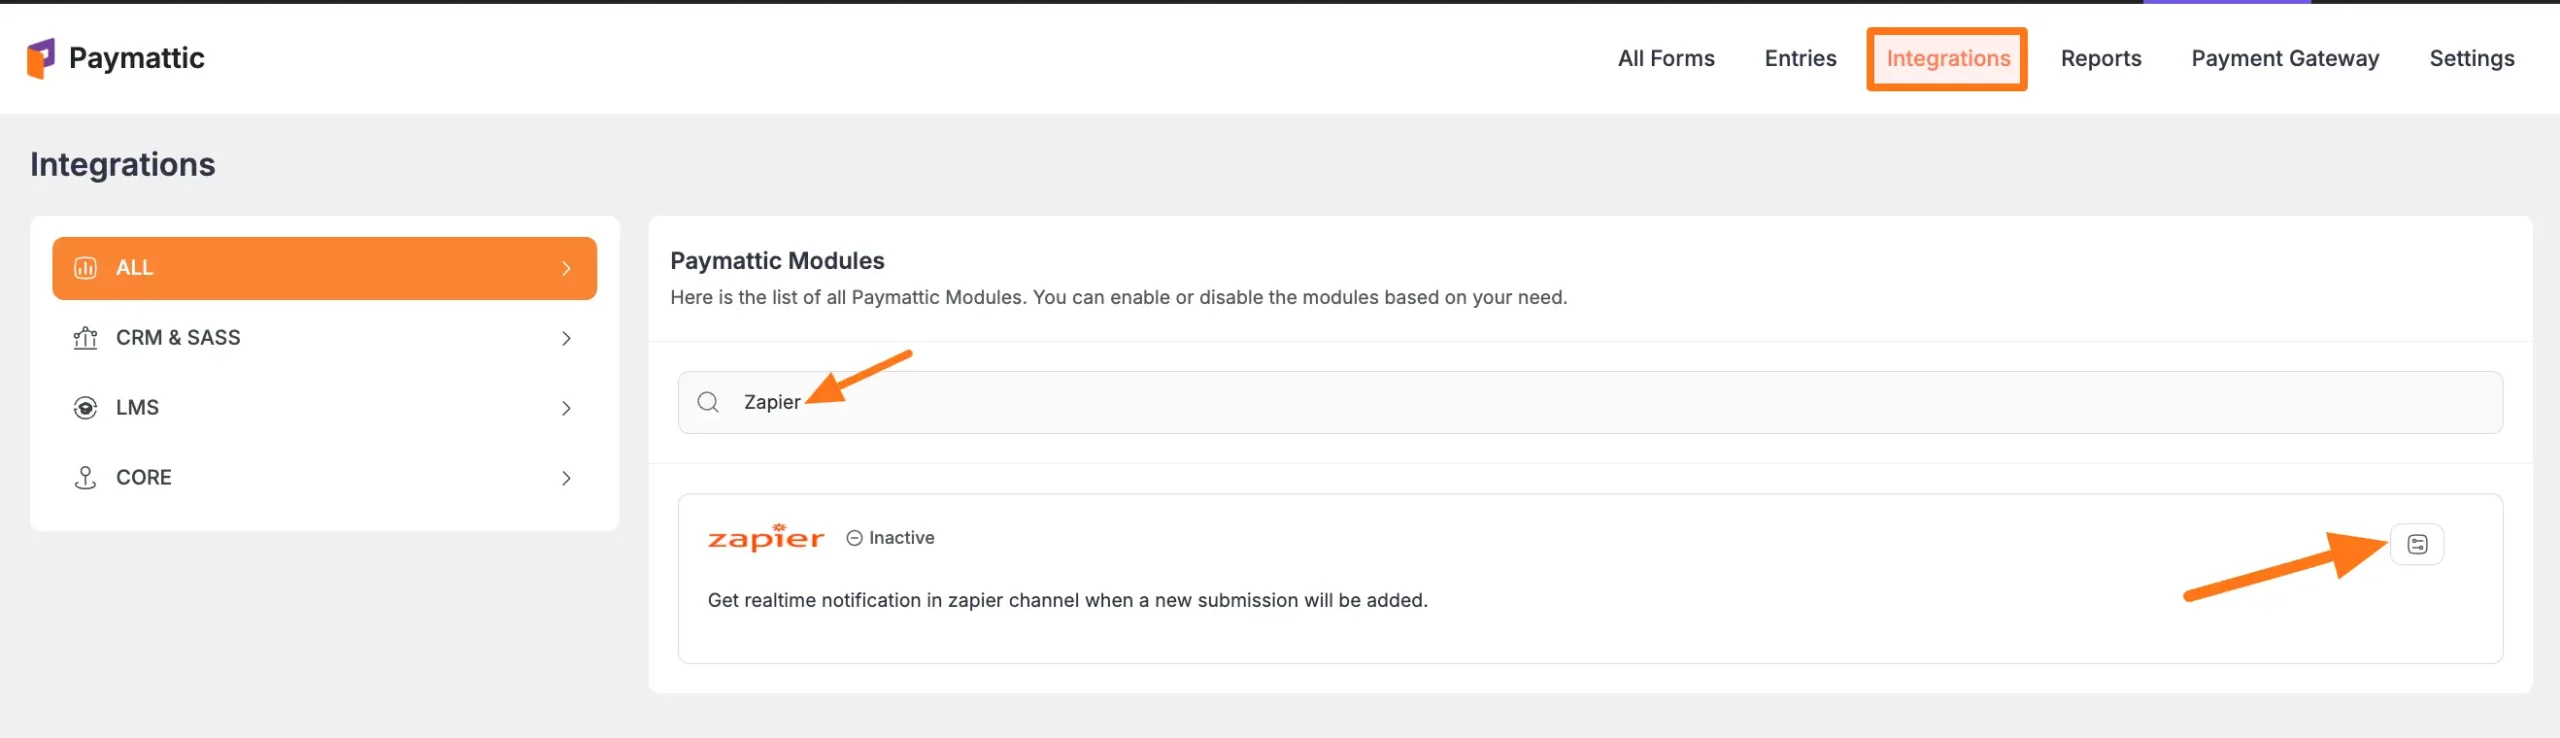 Paymattic
All Forms
Entries
Integrations
Reports
Payment Gateway
Settings
Integrations
ALL
CRM & SASS
LMS
CORE
Paymattic Modules
Here is the list of all Paymattic Modules. You can enable or disable the modules based on your need.
Zapier
zapier
Inactive
Get realtime notification in zapier channel when a new submission will be added.